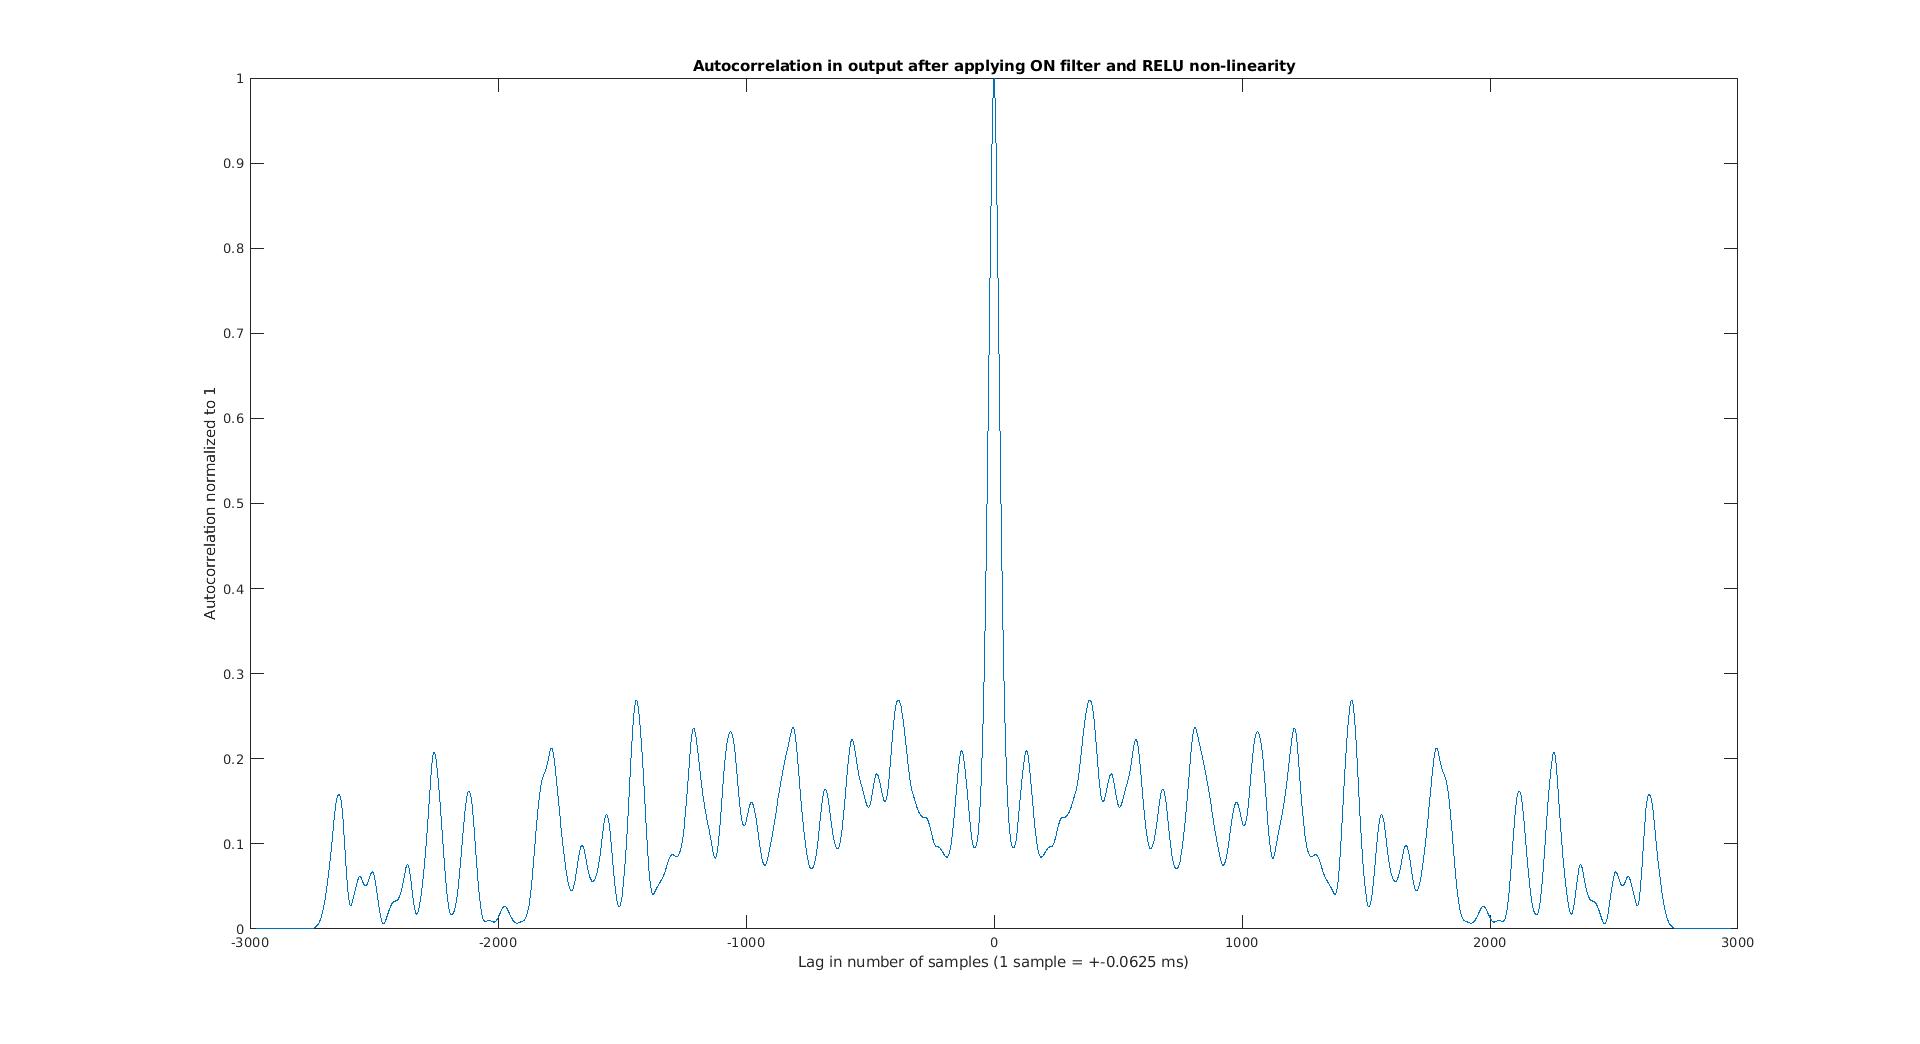 Autocorrelation in output after applying ON filter and RELU non-linearity
1
0.9
0.8
0.7
0.6
0.5
0.4
0.3
0.2
0.1
0
Autocorrelation normalized to 1
-3000 -2000 -1000 0 1000 2000 3000
Lag in number of samples (1 sample = +-0.0625 ms)